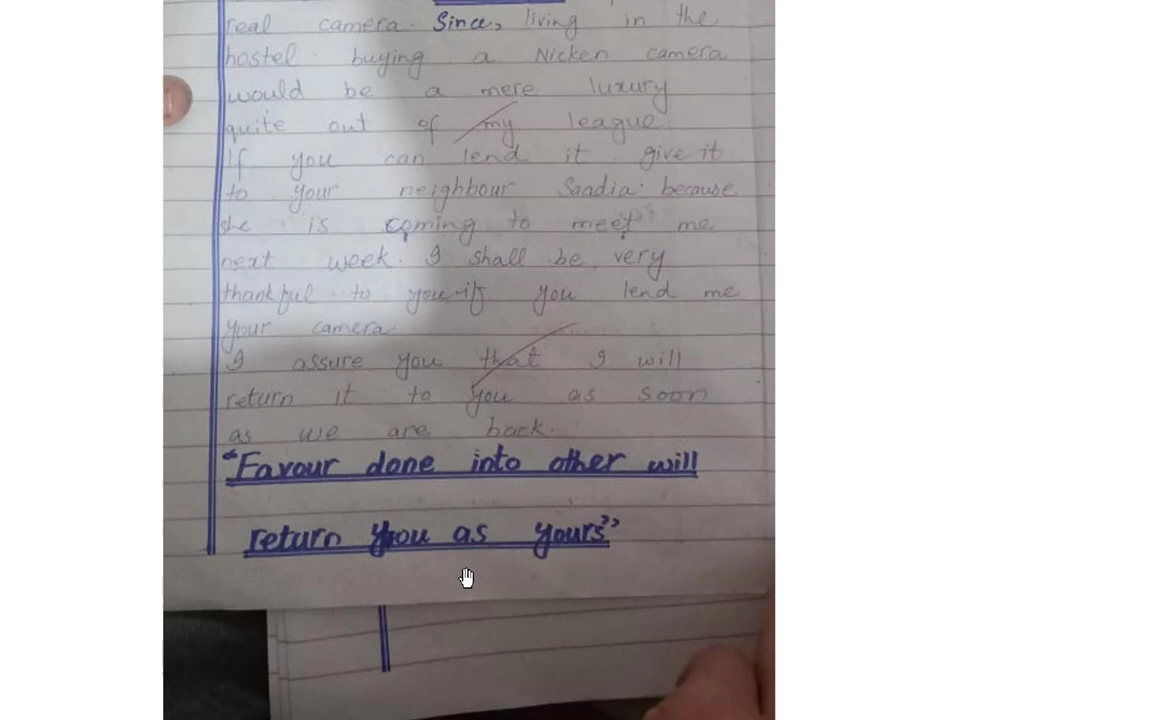 real camera. Since, living in the
hostel. buying a Nicken camera
would be a mere luxury
quite out of my league.
If you can lend it. give it
to your neighbour Saadia. because
she is coming to meet me
next week. I shall be very
thankful to you if you lend me
your camera.
I assure you that I will
return it to you as soon
as we are back.
"Favour done into other will
return you as yours"